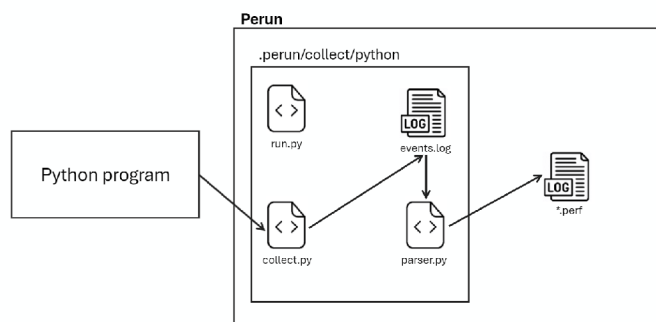 Perun
.perun/collect/python
run.py
LOG
events.log
Python program
LOG
*.perf
collect.py
parser.py